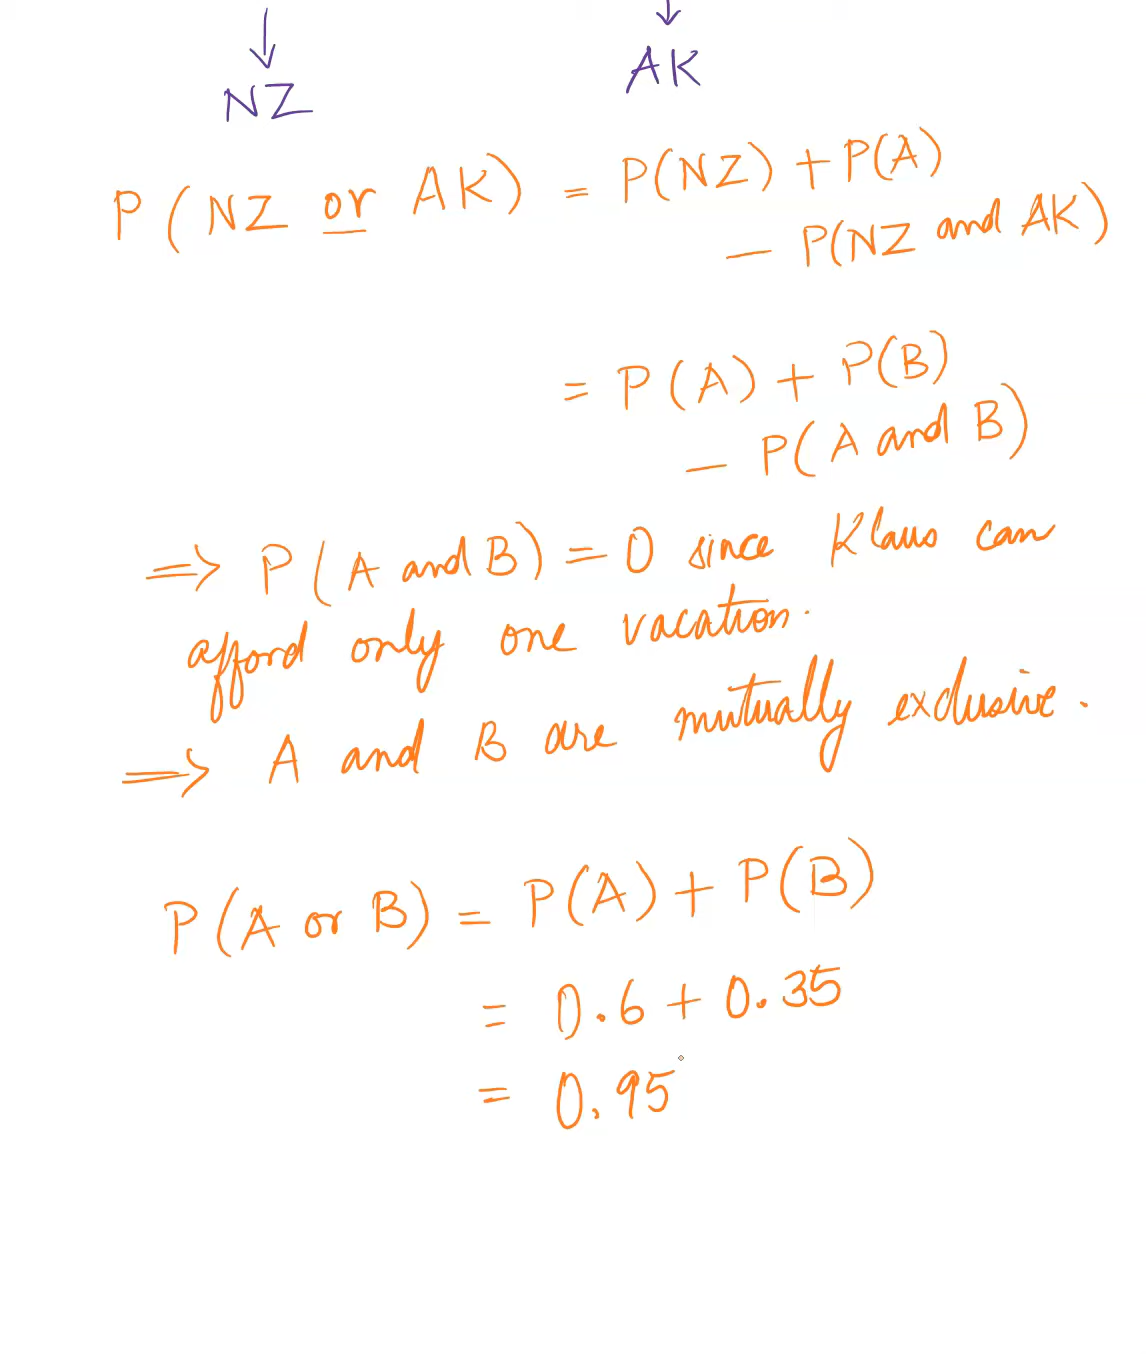 NZ AK
P(NZ or AK) = P(NZ) + P(A)
− P(NZ and AK)
= P(A) + P(B)
− P(A and B)
⇒ P(A and B) = 0 since Klaus can
afford only one vacation.
⇒ A and B are mutually exclusive.
P(A or B) = P(A) + P(B)
= 0.6 + 0.35
= 0.95